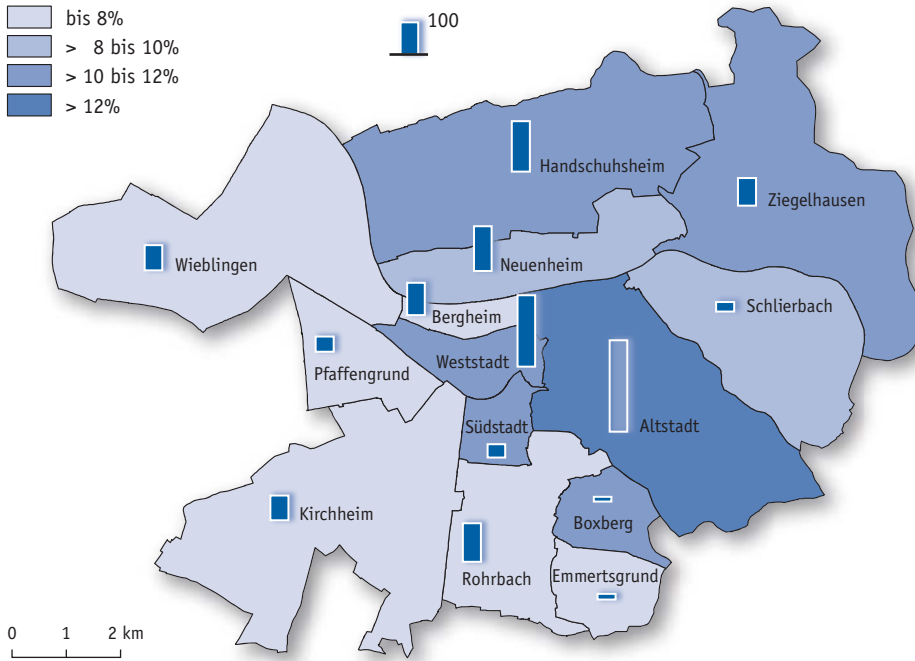 bis 8%
> 8 bis 10%
> 10 bis 12%
> 12%
100
Handschuhsheim
Ziegelhausen
Wieblingen
Neuenheim
Schlierbach
Bergheim
Weststadt
Pfaffengrund
Altstadt
Südstadt
Kirchheim
Boxberg
Rohrbach
Emmertsgrund
0 1 2 km